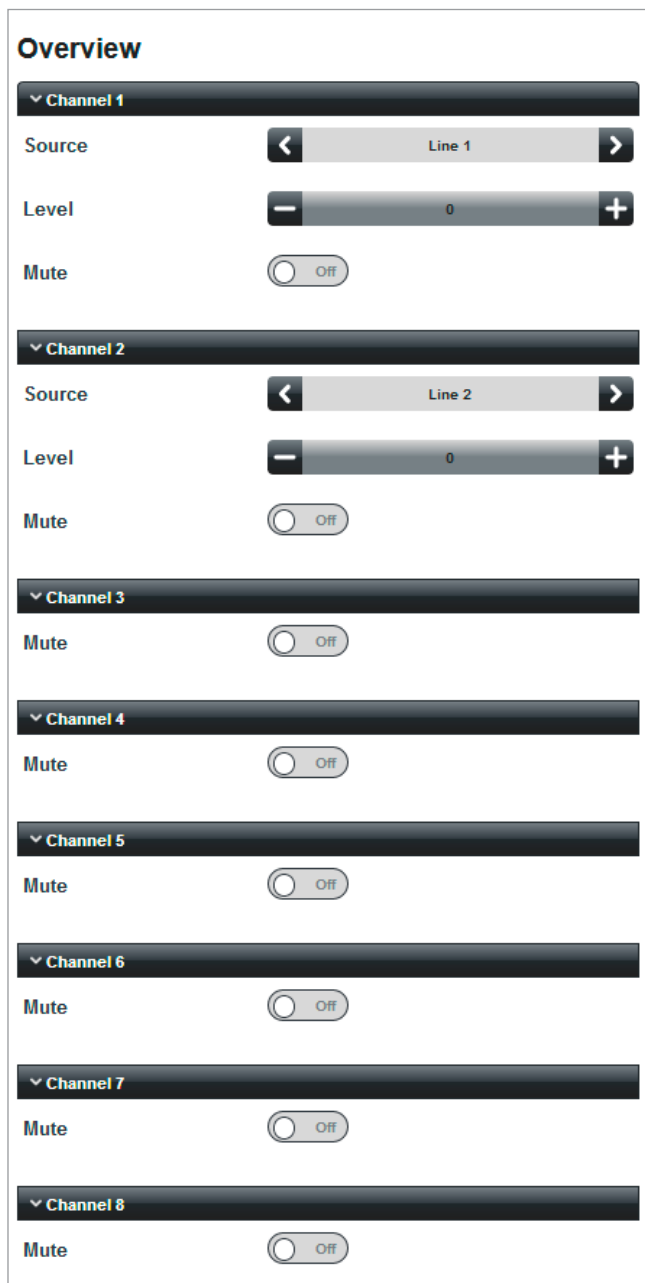 Overview
Channel 1
Source Line 1
Level 0
Mute Off
Channel 2
Source Line 2
Level 0
Mute Off
Channel 3
Mute Off
Channel 4
Mute Off
Channel 5
Mute Off
Channel 6
Mute Off
Channel 7
Mute Off
Channel 8
Mute Off